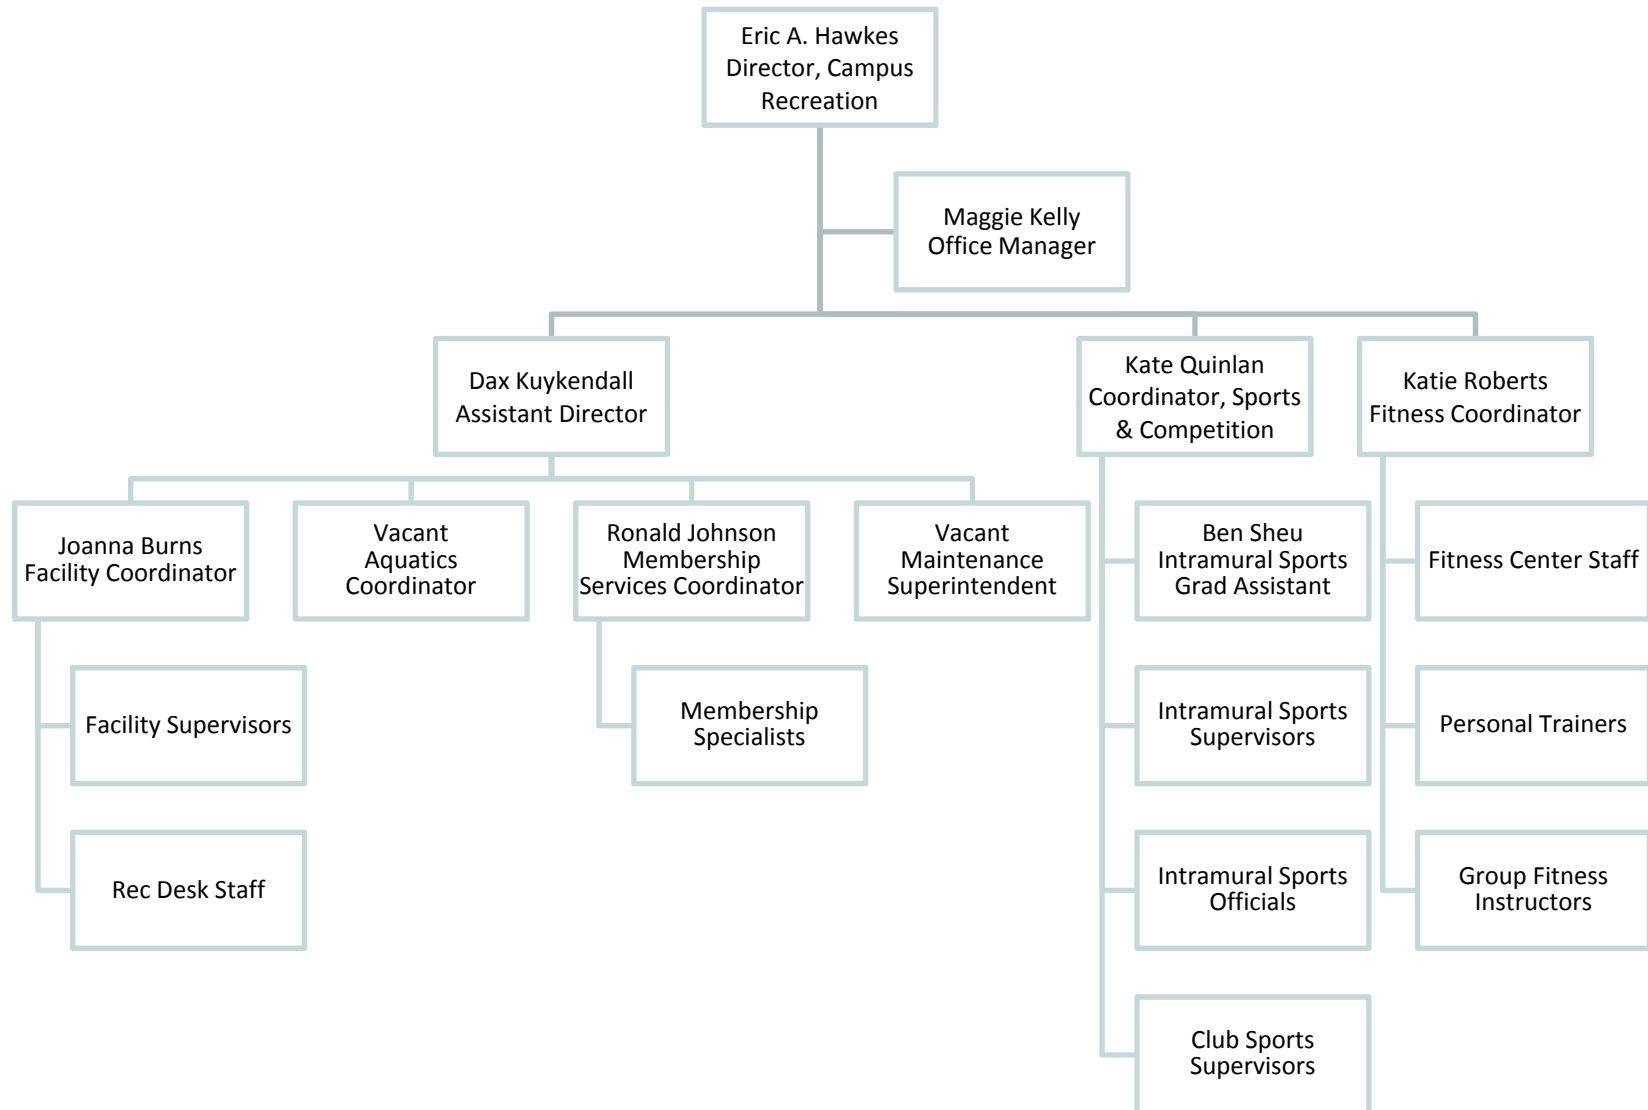 Eric A. Hawkes
Director, Campus
Recreation
Maggie Kelly
Office Manager
Dax Kuykendall
Assistant Director
Kate Quinlan
Coordinator, Sports
& Competition
Katie Roberts
Fitness Coordinator
Joanna Burns
Facility Coordinator
Vacant
Aquatics
Coordinator
Ronald Johnson
Membership
Services Coordinator
Vacant
Maintenance
Superintendent
Ben Sheu
Intramural Sports
Grad Assistant
Fitness Center Staff
Facility Supervisors
Membership
Specialists
Intramural Sports
Supervisors
Personal Trainers
Rec Desk Staff
Intramural Sports
Officials
Group Fitness
Instructors
Club Sports
Supervisors